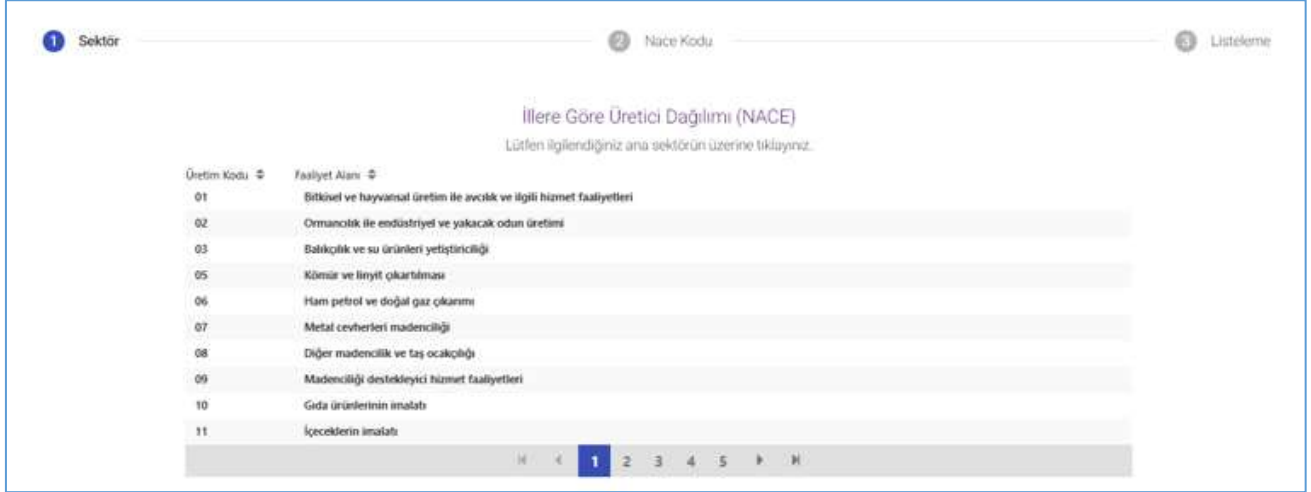 1 Sektör 2 Nace Kodu 3 Listeleme
İllere Göre Üretici Dağılımı (NACE)
Lütfen ilgilendiğiniz ana sektörün üzerine tıklayınız.
Üretim Kodu Faaliyet Alanı
01 Bitkisel ve hayvansal üretim ile avcılık ve ilgili hizmet faaliyetleri
02 Ormancılık ile endüstriyel ve yakacak odun üretimi
03 Balıkçılık ve su ürünleri yetiştiriciliği
05 Kömür ve linyit çıkartılması
06 Ham petrol ve doğal gaz çıkarımı
07 Metal cevherleri madenciliği
08 Diğer madencilik ve taş ocakçılığı
09 Madenciliği destekleyici hizmet faaliyetleri
10 Gıda ürünlerinin imalatı
11 İçeceklerin imalatı
1 2 3 4 5